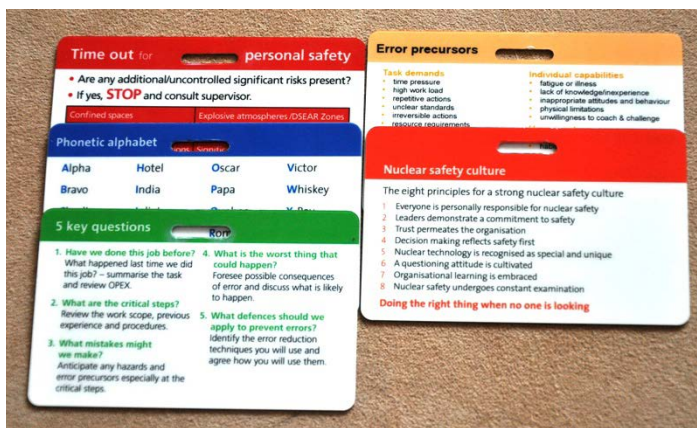 Time out for personal safety
• Are any additional/uncontrolled significant risks present?
• If yes, STOP and consult supervisor.
Confined spaces Explosive atmospheres /DSEAR Zones
Phonetic alphabet
Alpha Hotel Oscar Victor
Bravo India Papa Whiskey
5 key questions
1. Have we done this job before?
What happened last time we did
this job? – summarise the task
and review OPEX.
2. What are the critical steps?
Review the work scope, previous
experience and procedures.
3. What mistakes might
we make?
Anticipate any hazards and
error precursors especially at the
critical steps.
4. What is the worst thing that
could happen?
Foresee possible consequences
of error and discuss what is likely
to happen.
5. What defences should we
apply to prevent errors?
Identify the error reduction
techniques you will use and
agree how you will use them.
Error precursors
Task demands
• time pressure
• high work load
• repetitive actions
• unclear standards
• irreversible actions
• resource requirements
Individual capabilities
• fatigue or illness
• lack of knowledge/inexperience
• inappropriate attitudes and behaviour
• physical limitations
• unwillingness to coach & challenge
Nuclear safety culture
The eight principles for a strong nuclear safety culture
1 Everyone is personally responsible for nuclear safety
2 Leaders demonstrate a commitment to safety
3 Trust permeates the organisation
4 Decision making reflects safety first
5 Nuclear technology is recognised as special and unique
6 A questioning attitude is cultivated
7 Organisational learning is embraced
8 Nuclear safety undergoes constant examination
Doing the right thing when no one is looking